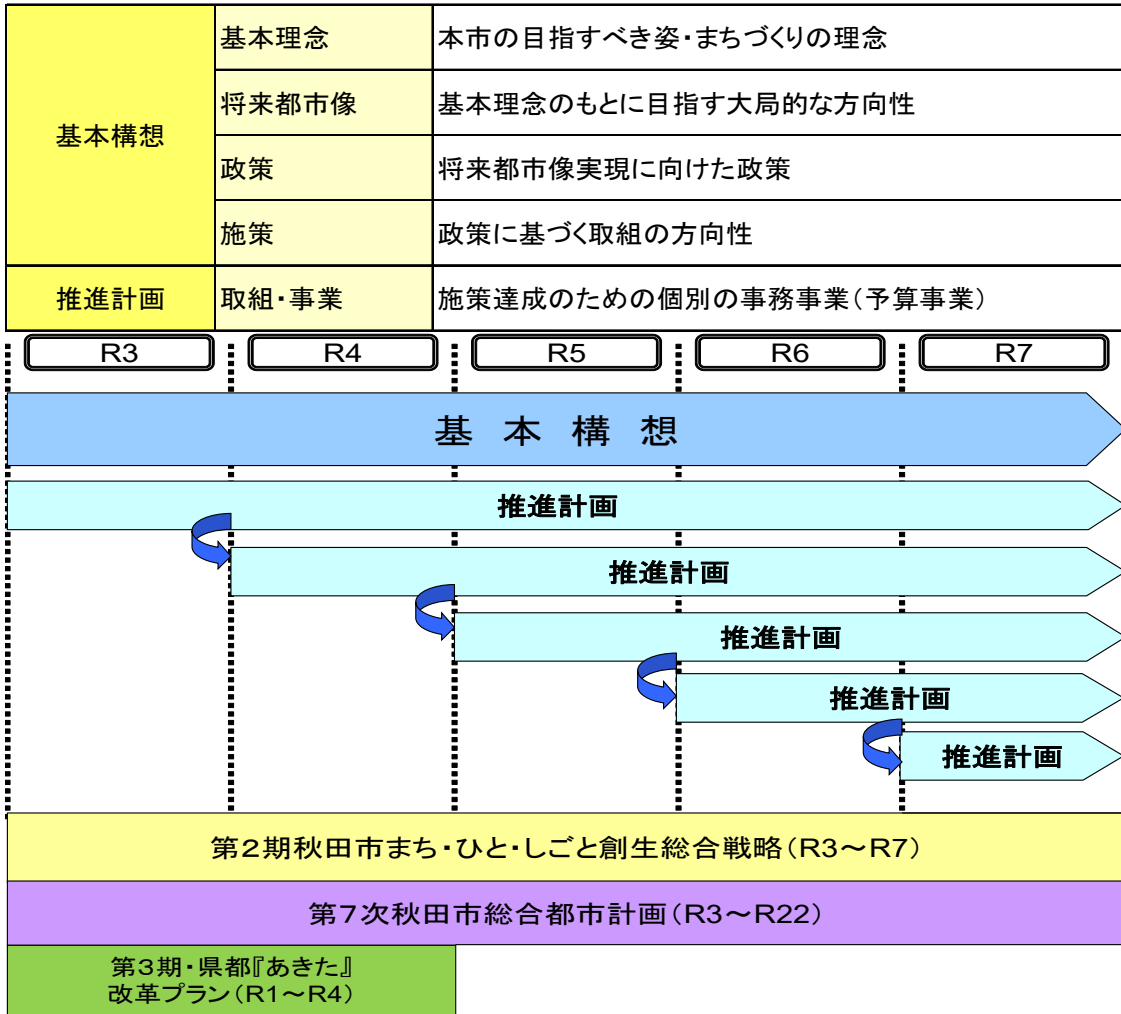 基本構想
基本理念
本市の目指すべき姿・まちづくりの理念
将来都市像
基本理念のもとに目指す大局的な方向性
政策
将来都市像実現に向けた政策
施策
政策に基づく取組の方向性
推進計画
取組・事業
施策達成のための個別の事務事業（予算事業）
R3
R4
R5
R6
R7
基 本 構 想
推進計画
推進計画
推進計画
推進計画
推進計画
第２期秋田市まち・ひと・しごと創生総合戦略（R3～R7）
第７次秋田市総合都市計画（R3～R22）
第３期・県都『あきた』
改革プラン（R1～R4）